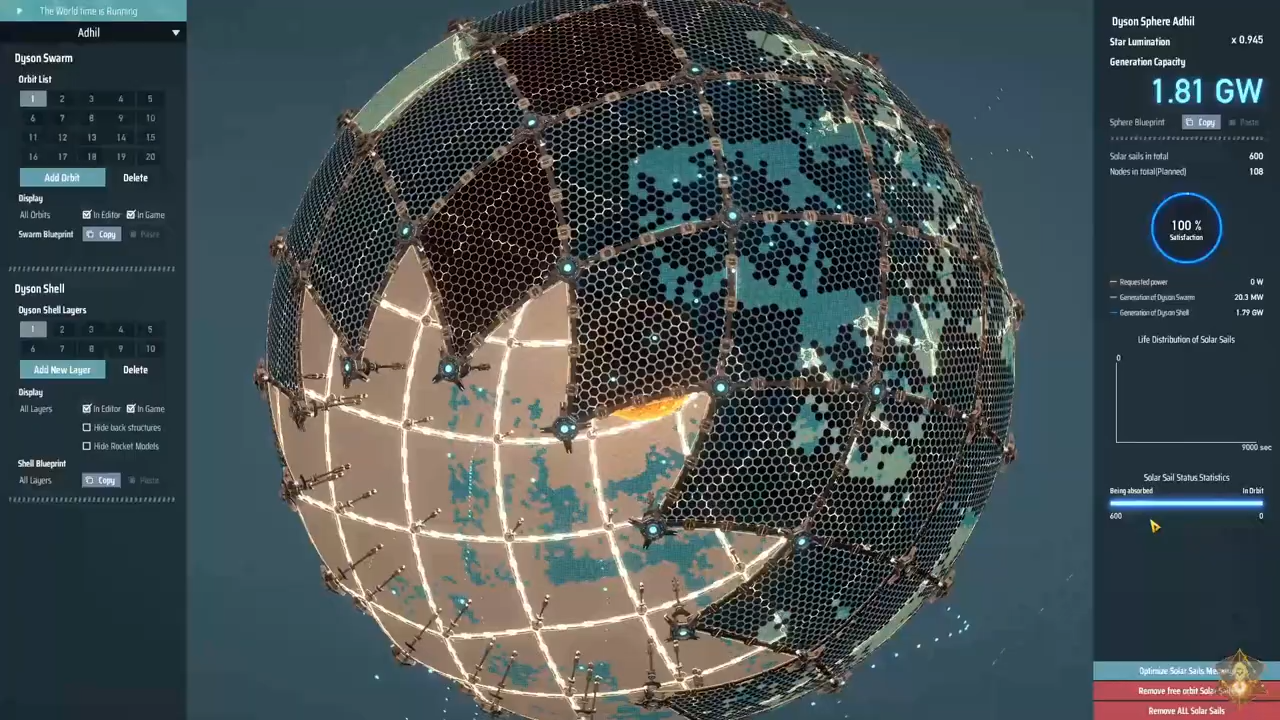 The World time is Running
Adhil
Dyson Swarm
Orbit List
1 2 3 4 5
6 7 8 9 10
11 12 13 14 15
16 17 18 19 20
Add Orbit Delete
Display
All Orbits In Editor In Game
Swarm Blueprint Copy Paste
Dyson Shell
Dyson Shell Layers
1 2 3 4 5
6 7 8 9 10
Add New Layer Delete
Display
All Layers In Editor In Game
Hide back structures
Hide Rocket Models
Shell Blueprint
All Layers Copy Paste
Dyson Sphere Adhil
Star Lumination x 0.945
Generation Capacity
1.81 GW
Sphere Blueprint Copy Paste
Solar sails in total 600
Nodes in total(Planned) 108
100 %
Satisfaction
Requested power 0 W
Generation of Dyson Swarm 20.3 MW
Generation of Dyson Shell 1.79 GW
Life Distribution of Solar Sails
0
9000 sec
Solar Sail Status Statistics
Being absorbed In Orbit
600 0
Optimize Solar Sails
Remove free orbit Solar
Remove ALL Solar Sails